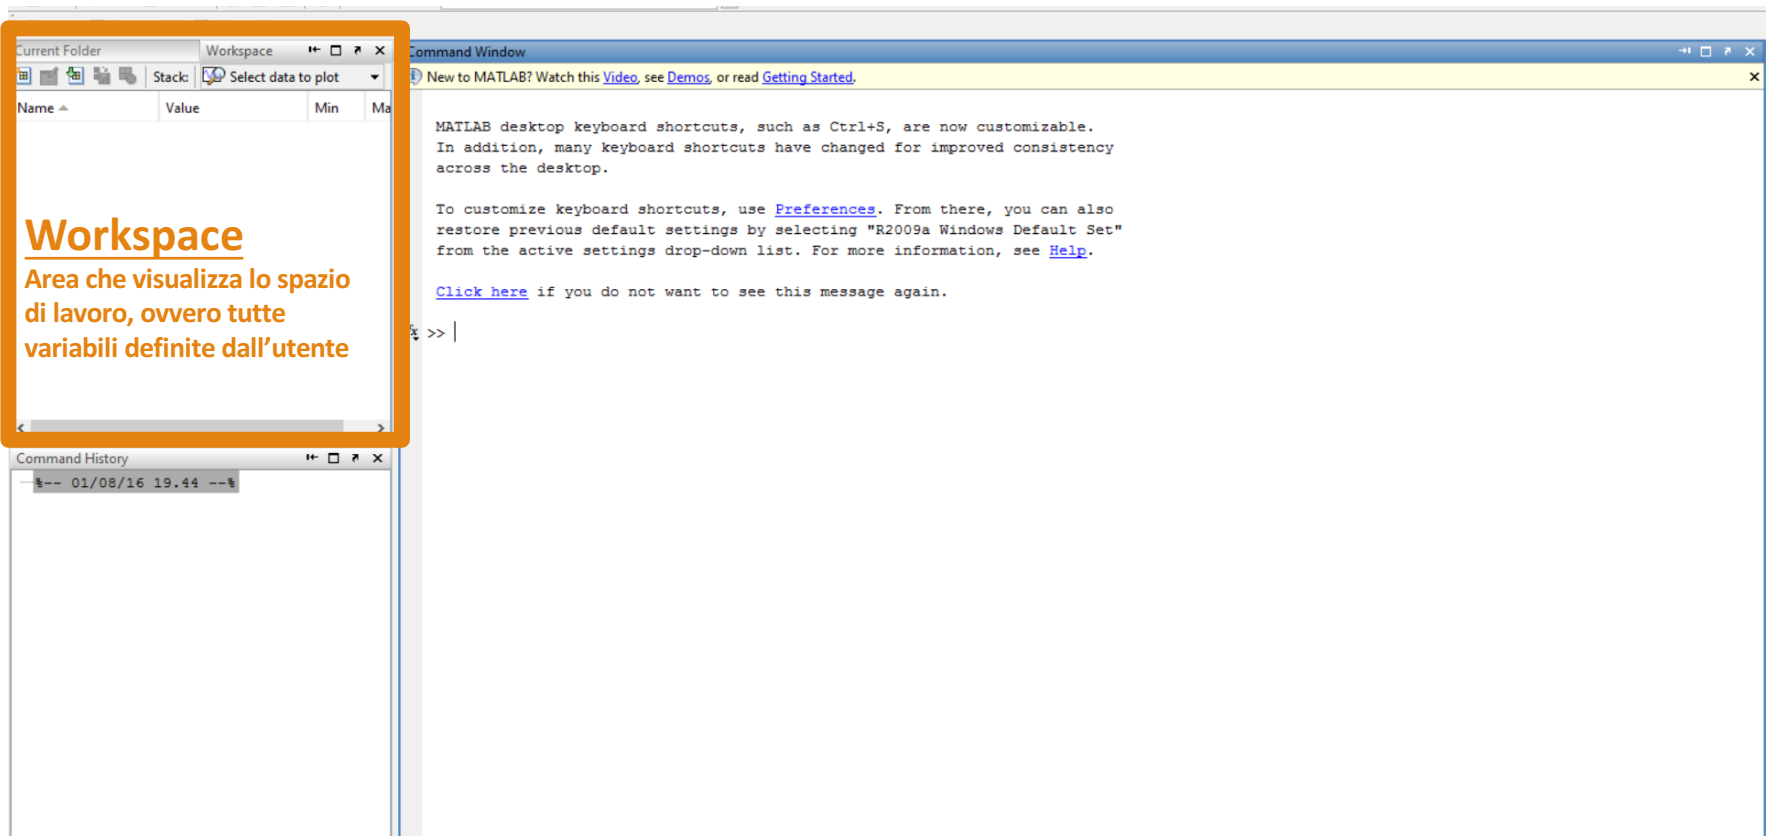 Current Folder
Workspace
Stack: Select data to plot
Name Value Min Ma
Workspace
Area che visualizza lo spazio
di lavoro, ovvero tutte
variabili definite dall’utente
Command History
%-- 01/08/16 19.44 --%
Command Window
New to MATLAB? Watch this Video, see Demos, or read Getting Started.
MATLAB desktop keyboard shortcuts, such as Ctrl+S, are now customizable.
In addition, many keyboard shortcuts have changed for improved consistency
across the desktop.
To customize keyboard shortcuts, use Preferences. From there, you can also
restore previous default settings by selecting "R2009a Windows Default Set"
from the active settings drop-down list. For more information, see Help.
Click here if you do not want to see this message again.
fx >>